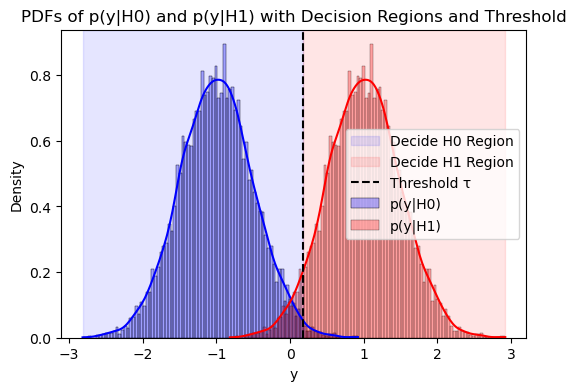 PDFs of p(y|H0) and p(y|H1) with Decision Regions and Threshold
Density
0.8
0.6
0.4
0.2
0.0
−3
−2
−1
0
1
2
3
y
Decide H0 Region
Decide H1 Region
Threshold τ
p(y|H0)
p(y|H1)